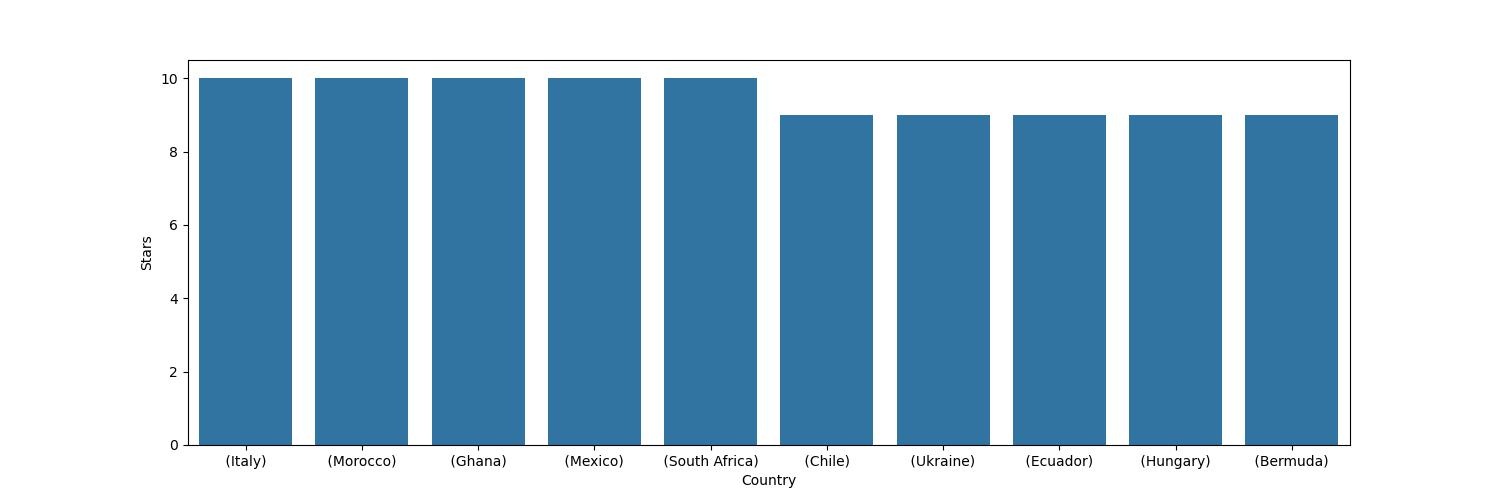 10
8
6
4
2
0
Stars
(Italy) (Morocco) (Ghana) (Mexico) (South Africa) (Chile) (Ukraine) (Ecuador) (Hungary) (Bermuda)
Country